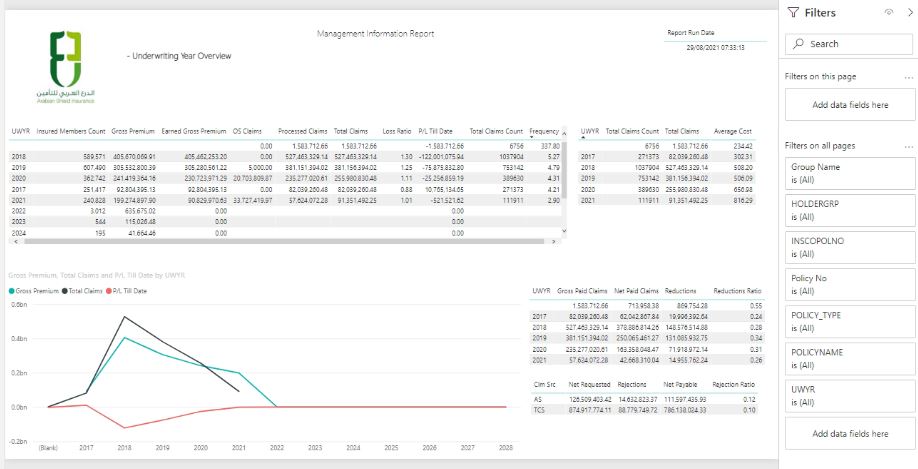 Management Information Report
Report Run Date
29/08/2021 07:33:13
الدرع العربي للتأمين
Arabian Shield Insurance
- Underwriting Year Overview
UWYR Insured Members Count Gross Premium Earned Gross Premium OS Claims Processed Claims Total Claims Loss Ratio P/L Till Date Total Claims Count Frequency
0.00 1,583,712.66 1,583,712.66 -1,583,712.66 6756 337.80
2018 589,571 405,670,069.91 405,462,253.20 0.00 527,463,329.14 527,463,329.14 1.30 -122,001,075.94 1037904 5.27
2019 607,490 305,532,800.39 305,280,561.22 5,000.00 381,151,394.02 381,156,394.02 1.25 -75,875,832.80 753142 4.79
2020 362,742 241,419,364.16 230,723,971.29 20,703,809.87 235,277,020.61 255,980,830.48 1.11 -25,256,859.19 389630 4.31
2017 251,417 92,804,395.13 92,804,395.13 0.00 82,039,260.48 82,039,260.48 0.88 10,765,134.65 271373 4.21
2021 240,828 199,274,897.90 90,829,970.63 33,727,419.97 57,624,072.28 91,351,492.25 1.01 -521,521.62 111911 2.90
2022 3,012 635,675.02 0.00 0.00
2023 544 115,026.48 0.00 0.00
2024 195 41,664.46 0.00 0.00
UWYR Total Claims Count Total Claims Average Cost
6756 1,583,712.66 234.42
2017 271373 82,039,260.48 302.31
2018 1037904 527,463,329.14 508.20
2019 753142 381,156,394.02 506.09
2020 389630 255,980,830.48 656.98
2021 111911 91,351,492.25 816.29
Gross Premium, Total Claims and P/L Till Date by UWYR
Gross Premium Total Claims P/L Till Date
0.6bn
0.4bn
0.2bn
0.0bn
-0.2bn
(Blank) 2017 2018 2019 2020 2021 2022 2023 2024 2025 2026 2027 2028
UWYR Gross Paid Claims Net Paid Claims Reductions Reductions Ratio
1,583,712.66 713,958.38 869,754.28 0.55
2017 82,039,260.48 62,042,867.84 19,996,392.64 0.24
2018 527,463,329.14 378,886,814.26 148,576,514.88 0.28
2019 381,151,394.02 250,065,461.27 131,085,932.75 0.34
2020 235,277,020.61 163,358,048.47 71,918,972.14 0.31
2021 57,624,072.28 42,668,310.04 14,955,762.24 0.26
Clm Src Net Requested Rejections Net Payable Rejection Ratio
AS 126,509,403.42 14,632,823.37 111,597,435.93 0.12
TCS 874,917,774.11 88,779,749.72 786,138,024.33 0.10
Filters
Search
Filters on this page
Add data fields here
Filters on all pages
Group Name
is (All)
HOLDERGRP
is (All)
INSCOPOLNO
is (All)
Policy No
is (All)
POLICY_TYPE
is (All)
POLICYNAME
is (All)
UWYR
is (All)
Add data fields here